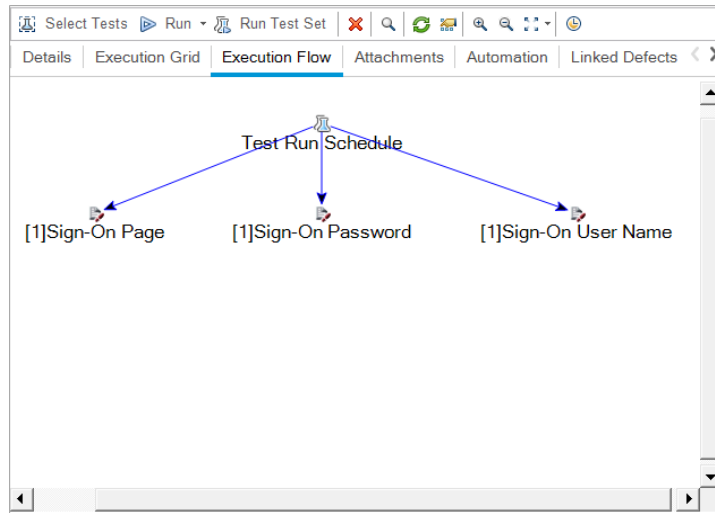 Select Tests Run Run Test Set
Details Execution Grid Execution Flow Attachments Automation Linked Defects
Test Run Schedule
[1]Sign-On Page [1]Sign-On Password [1]Sign-On User Name